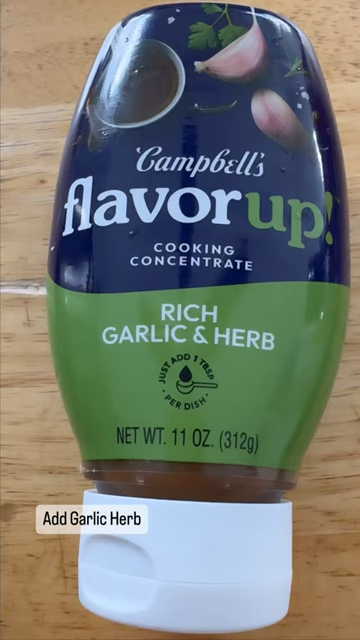 Campbell's
flavorup!
COOKING
CONCENTRATE
RICH
GARLIC & HERB
JUST ADD 1 TBSP
• PER DISH •
NET WT. 11 OZ. (312g)
Add Garlic Herb